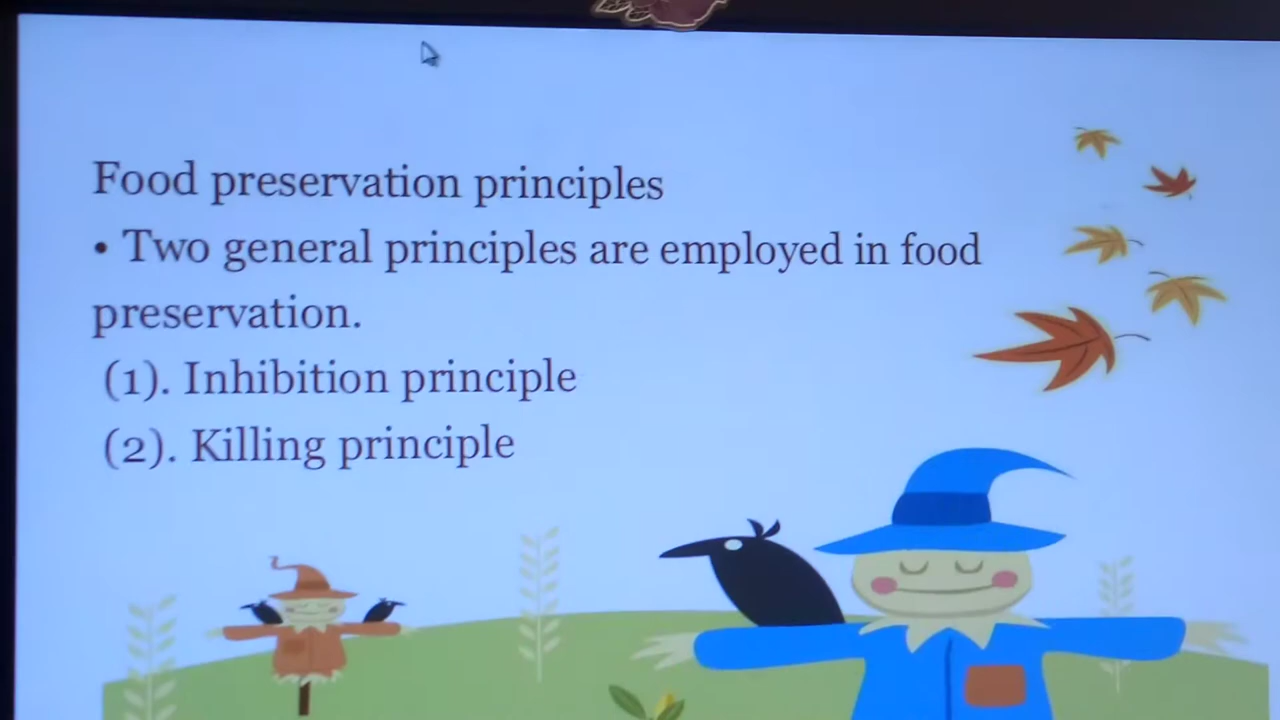 Food preservation principles
• Two general principles are employed in food
preservation.
(1). Inhibition principle
(2). Killing principle